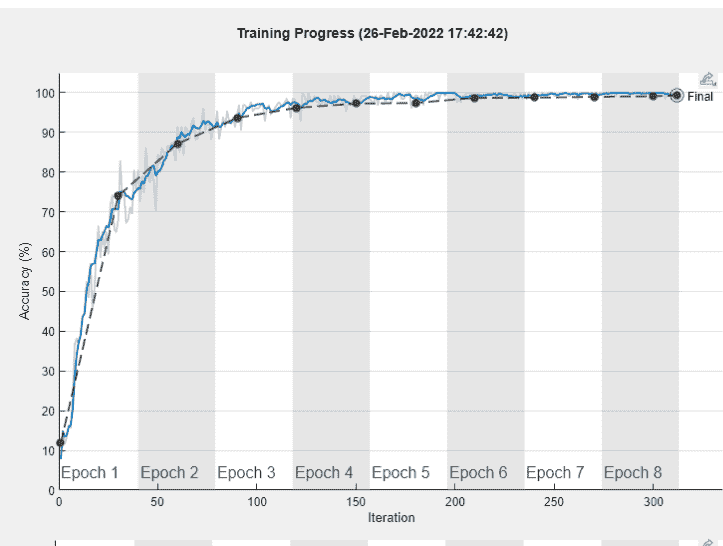 Training Progress (26-Feb-2022 17:42:42)
100
Final
90
80
70
60
50
40
30
20
10
0
Accuracy (%)
Epoch 1 Epoch 2 Epoch 3 Epoch 4 Epoch 5 Epoch 6 Epoch 7 Epoch 8
0 50 100 150 200 250 300
Iteration